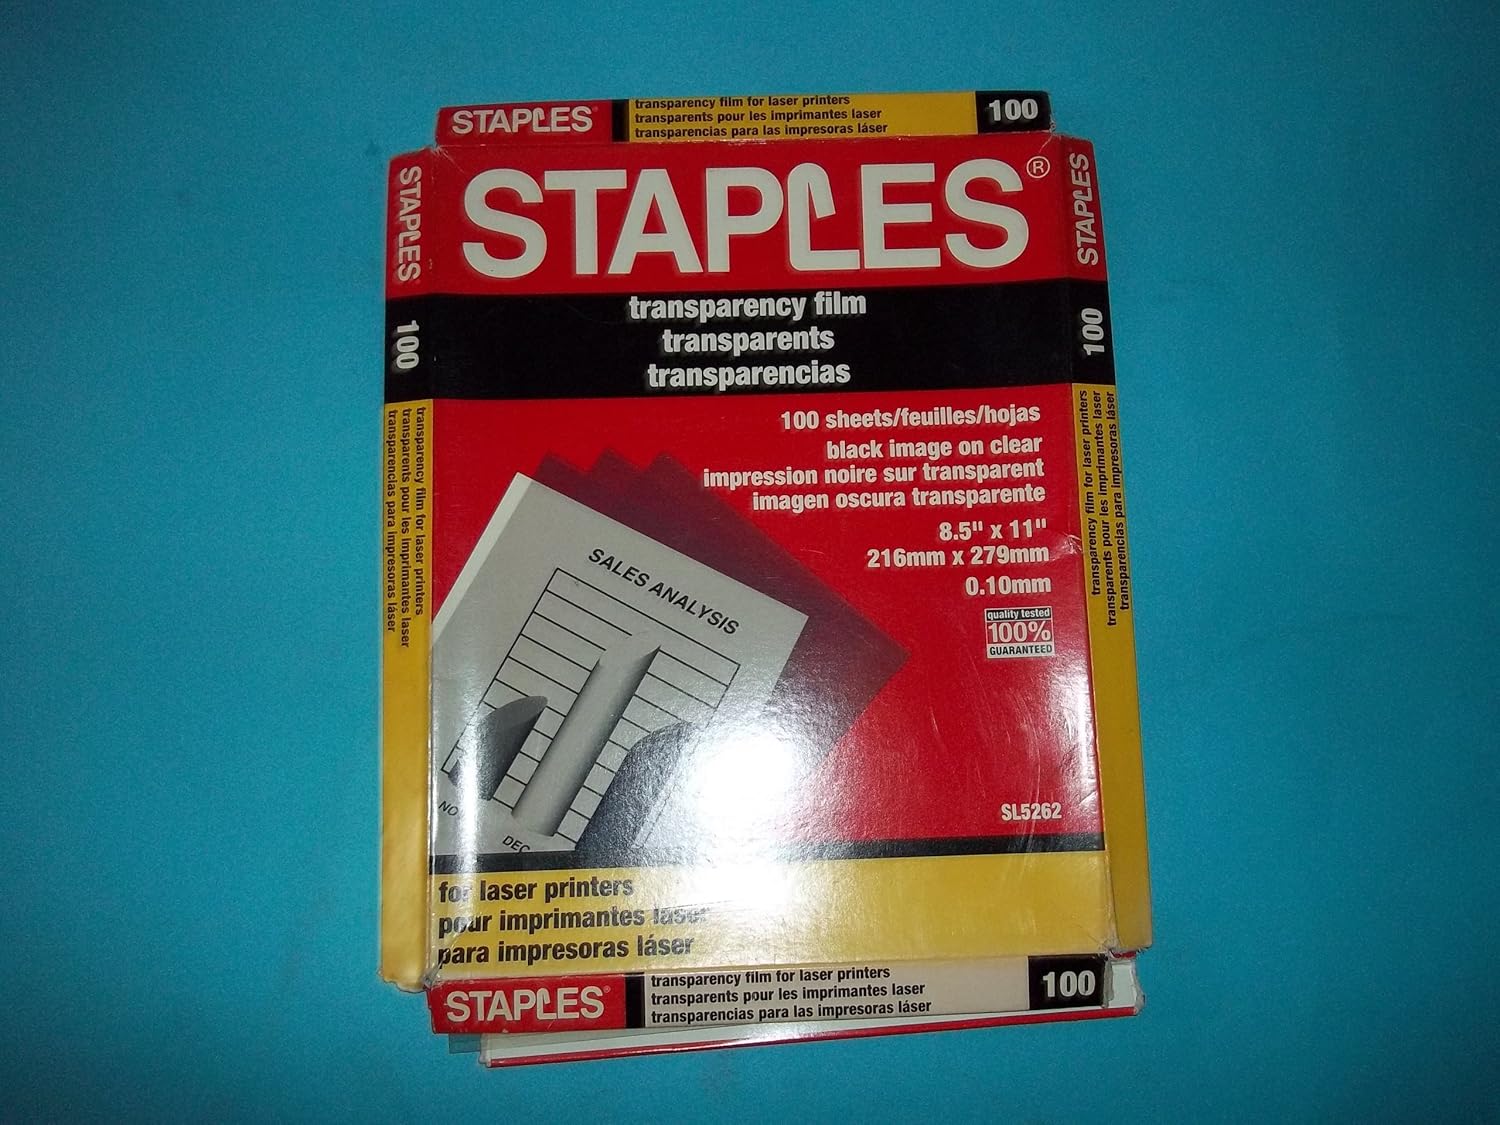 STAPLES®
transparency film for laser printers
transparents pour les imprimantes laser
transparencias para las impresoras láser
100
STAPLES®
transparency film
transparents
transparencias
100 sheets/feuilles/hojas
black image on clear
impression noire sur transparent
imagen oscura transparente
8.5" x 11"
216mm x 279mm
0.10mm
quality tested
100%
GUARANTEED
SALES ANALYSIS
NO
DEC
SL5262
for laser printers
pour imprimantes laser
para impresoras láser
STAPLES®
transparency film for laser printers
transparents pour les imprimantes laser
transparencias para las impresoras láser
100
STAPLES
100
transparency film for laser printers
transparents pour les imprimantes laser
transparencias para impresoras láser
STAPLES
100
transparency film for laser printers
transparents pour les imprimantes laser
transparencias para impresoras láser